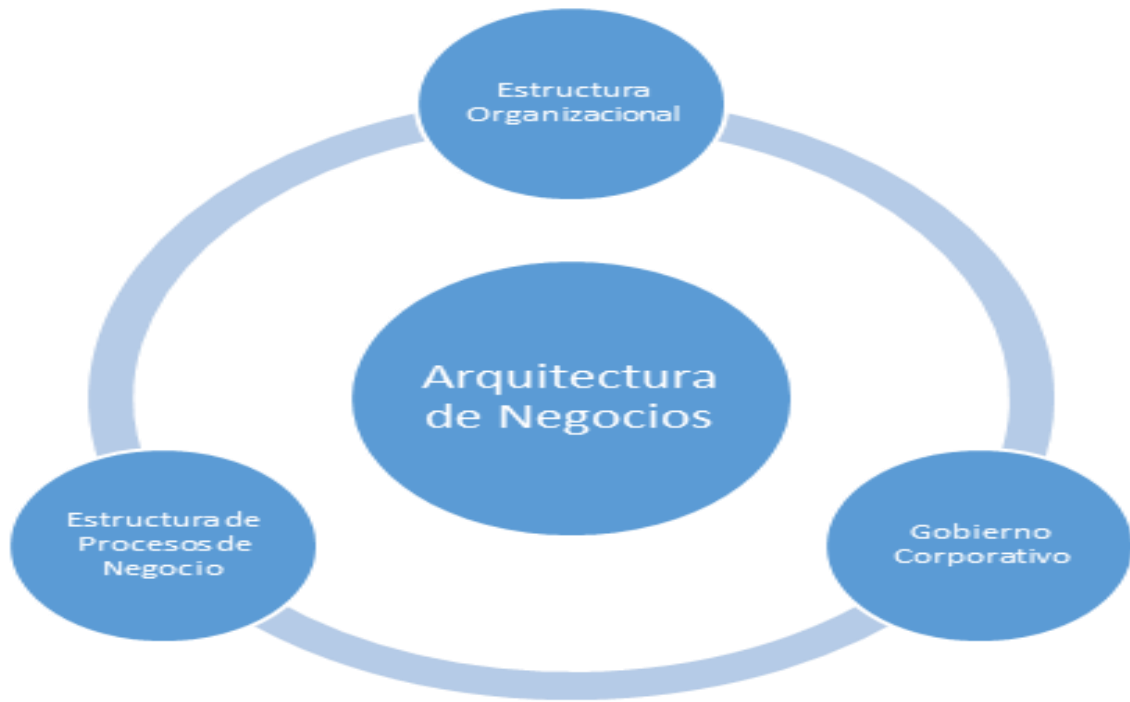 Estructura
Organizacional
Arquitectura
de Negocios
Estructura de
Procesos de
Negocio
Gobierno
Corporativo